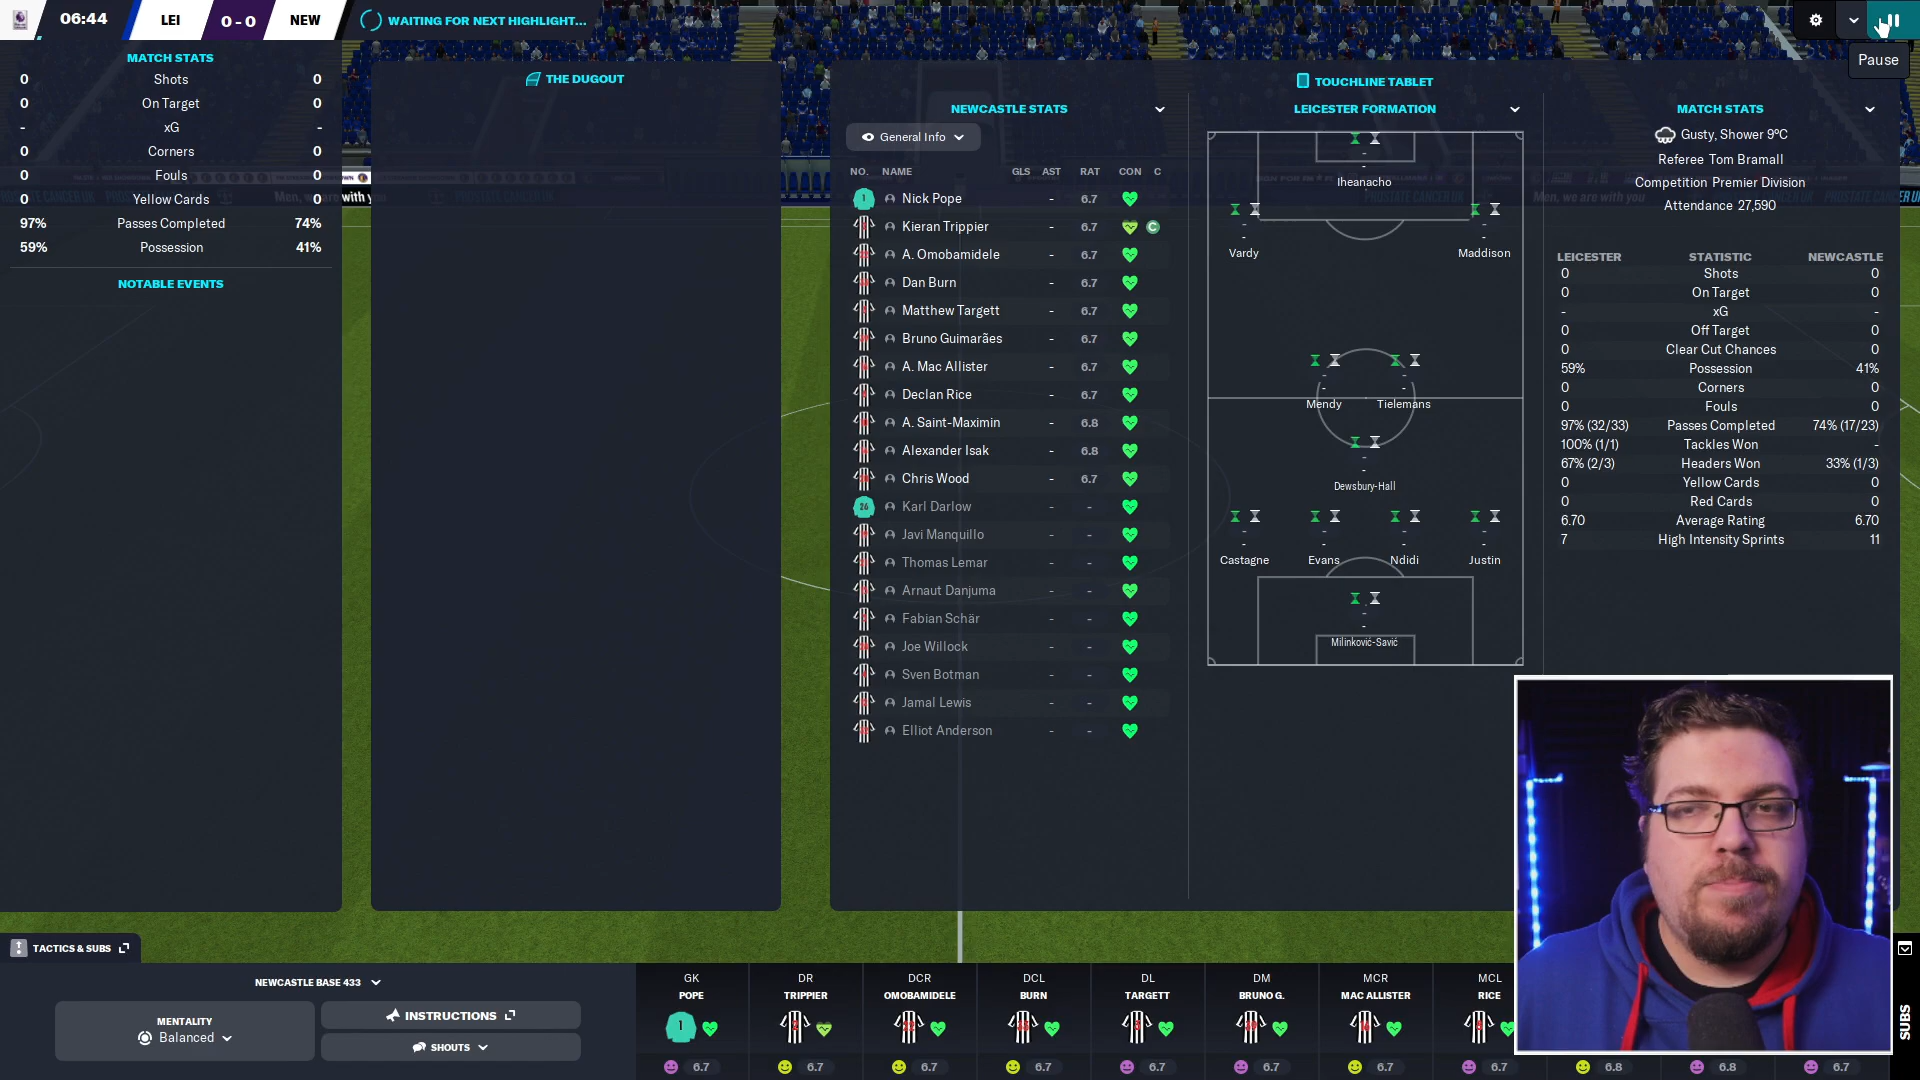 06:44
LEI
0 - 0
NEW
WAITING FOR NEXT HIGHLIGHT...
Pause
MATCH STATS
0 Shots 0
0 On Target 0
- xG -
0 Corners 0
0 Fouls 0
0 Yellow Cards 0
97% Passes Completed 74%
59% Possession 41%
NOTABLE EVENTS
THE DUGOUT
TOUCHLINE TABLET
NEWCASTLE STATS
General Info
NO. NAME GLS AST RAT CON C
1 Nick Pope - 6.7
Kieran Trippier - 6.7 C
A. Omobamidele - 6.7
Dan Burn - 6.7
Matthew Targett - 6.7
Bruno Guimarães - 6.7
A. Mac Allister - 6.7
Declan Rice - 6.7
A. Saint-Maximin - 6.8
Alexander Isak - 6.8
Chris Wood - 6.7
26 Karl Darlow - -
Javi Manquillo - -
Thomas Lemar - -
Arnaut Danjuma - -
Fabian Schär - -
Joe Willock - -
Sven Botman - -
Jamal Lewis - -
Elliot Anderson - -
LEICESTER FORMATION
-
-
Iheanacho
-
-
Vardy Maddison
- -
- -
Mendy Tielemans
-
-
Dewsbury-Hall
- - - -
Castagne Evans Ndidi Justin
-
-
Milinković-Savić
MATCH STATS
Gusty, Shower 9ºC
Referee Tom Bramall
Competition Premier Division
Attendance 27,590
LEICESTER STATISTIC NEWCASTLE
0 Shots 0
0 On Target 0
- xG -
0 Off Target 0
0 Clear Cut Chances 0
59% Possession 41%
0 Corners 0
0 Fouls 0
97% (32/33) Passes Completed 74% (17/23)
100% (1/1) Tackles Won -
67% (2/3) Headers Won 33% (1/3)
0 Yellow Cards 0
0 Red Cards 0
6.70 Average Rating 6.70
7 High Intensity Sprints 11
TACTICS & SUBS
NEWCASTLE BASE 433
MENTALITY
Balanced
INSTRUCTIONS
SHOUTS
GK DR DCR DCL DL DM MCR MCL
POPE TRIPPIER OMOBAMIDELE BURN TARGETT BRUNO G. MAC ALLISTER RICE
1
6.7 6.7 6.7 6.7 6.7 6.7 6.7 6.7 6.8 6.8 6.7
SUBS